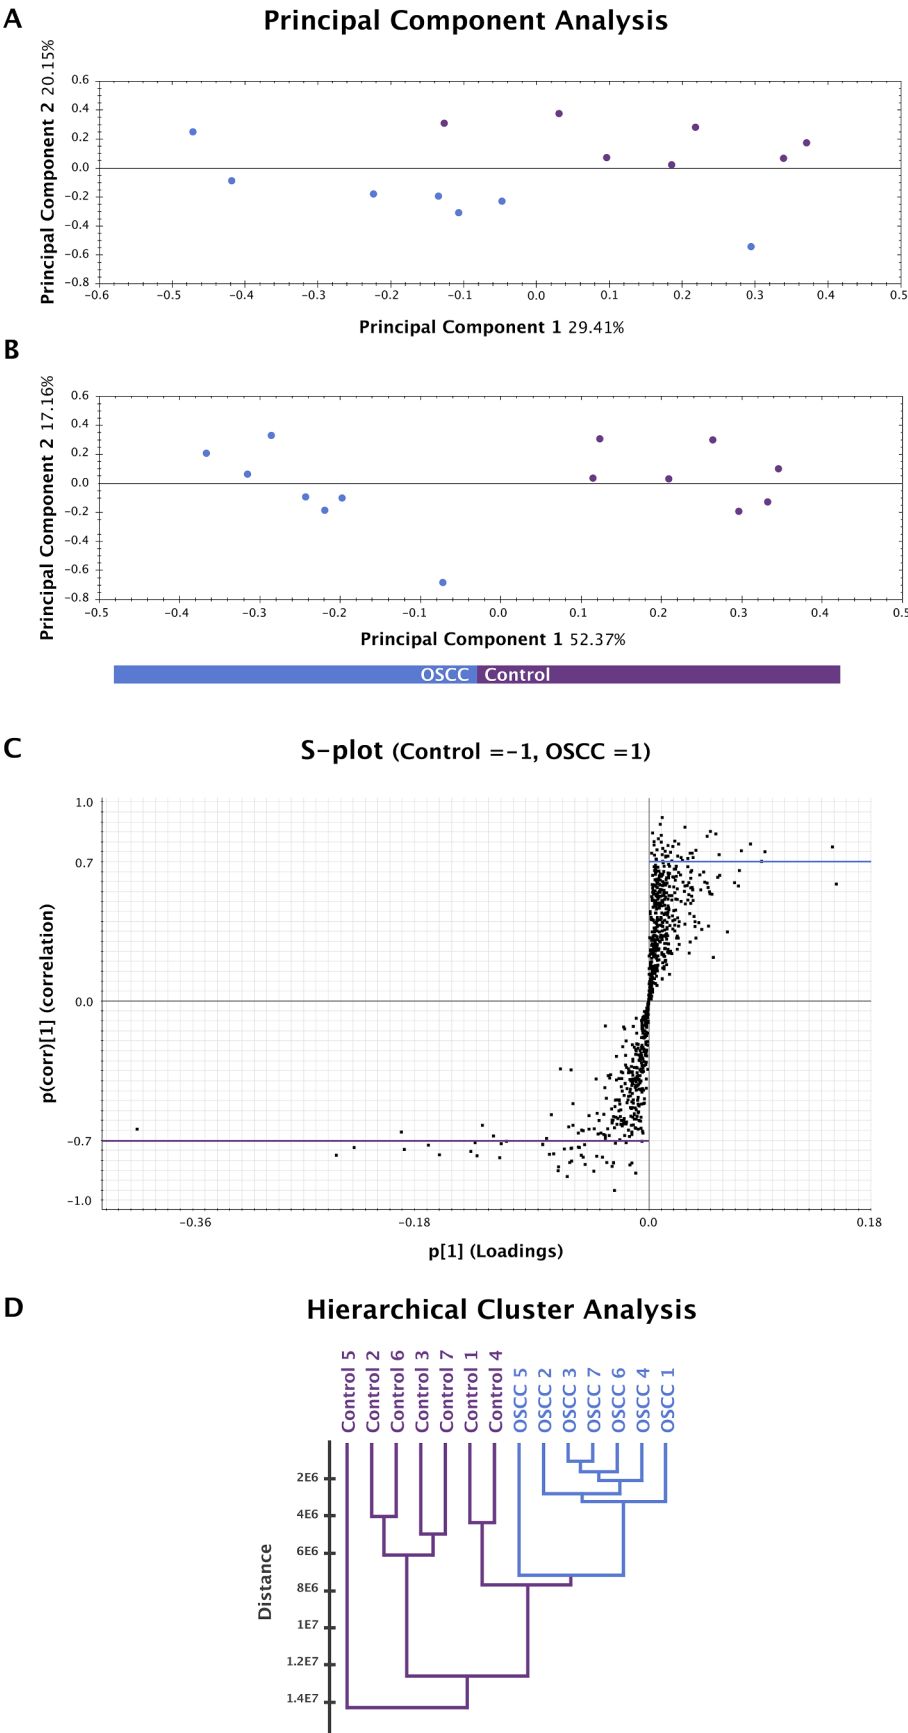 A
Principal Component Analysis
Principal Component 2 20.15%
0.6
0.4
0.2
0.0
−0.2
−0.4
−0.6
−0.8
−0.6 −0.5 −0.4 −0.3 −0.2 −0.1 0.0 0.1 0.2 0.3 0.4 0.5
Principal Component 1 29.41%
B
Principal Component 2 17.16%
0.6
0.4
0.2
0.0
−0.2
−0.4
−0.6
−0.8
−0.5 −0.4 −0.3 −0.2 −0.1 0.0 0.1 0.2 0.3 0.4 0.5
Principal Component 1 52.37%
OSCC Control
C
S−plot (Control =−1, OSCC =1)
p(corr)[1] (correlation)
1.0
0.7
0.0
−0.7
−1.0
−0.36 −0.18 0.0 0.18
p[1] (Loadings)
D
Hierarchical Cluster Analysis
Control 5
Control 2
Control 6
Control 3
Control 7
Control 1
Control 4
OSCC 5
OSCC 2
OSCC 3
OSCC 7
OSCC 6
OSCC 4
OSCC 1
Distance
2E6
4E6
6E6
8E6
1E7
1.2E7
1.4E7